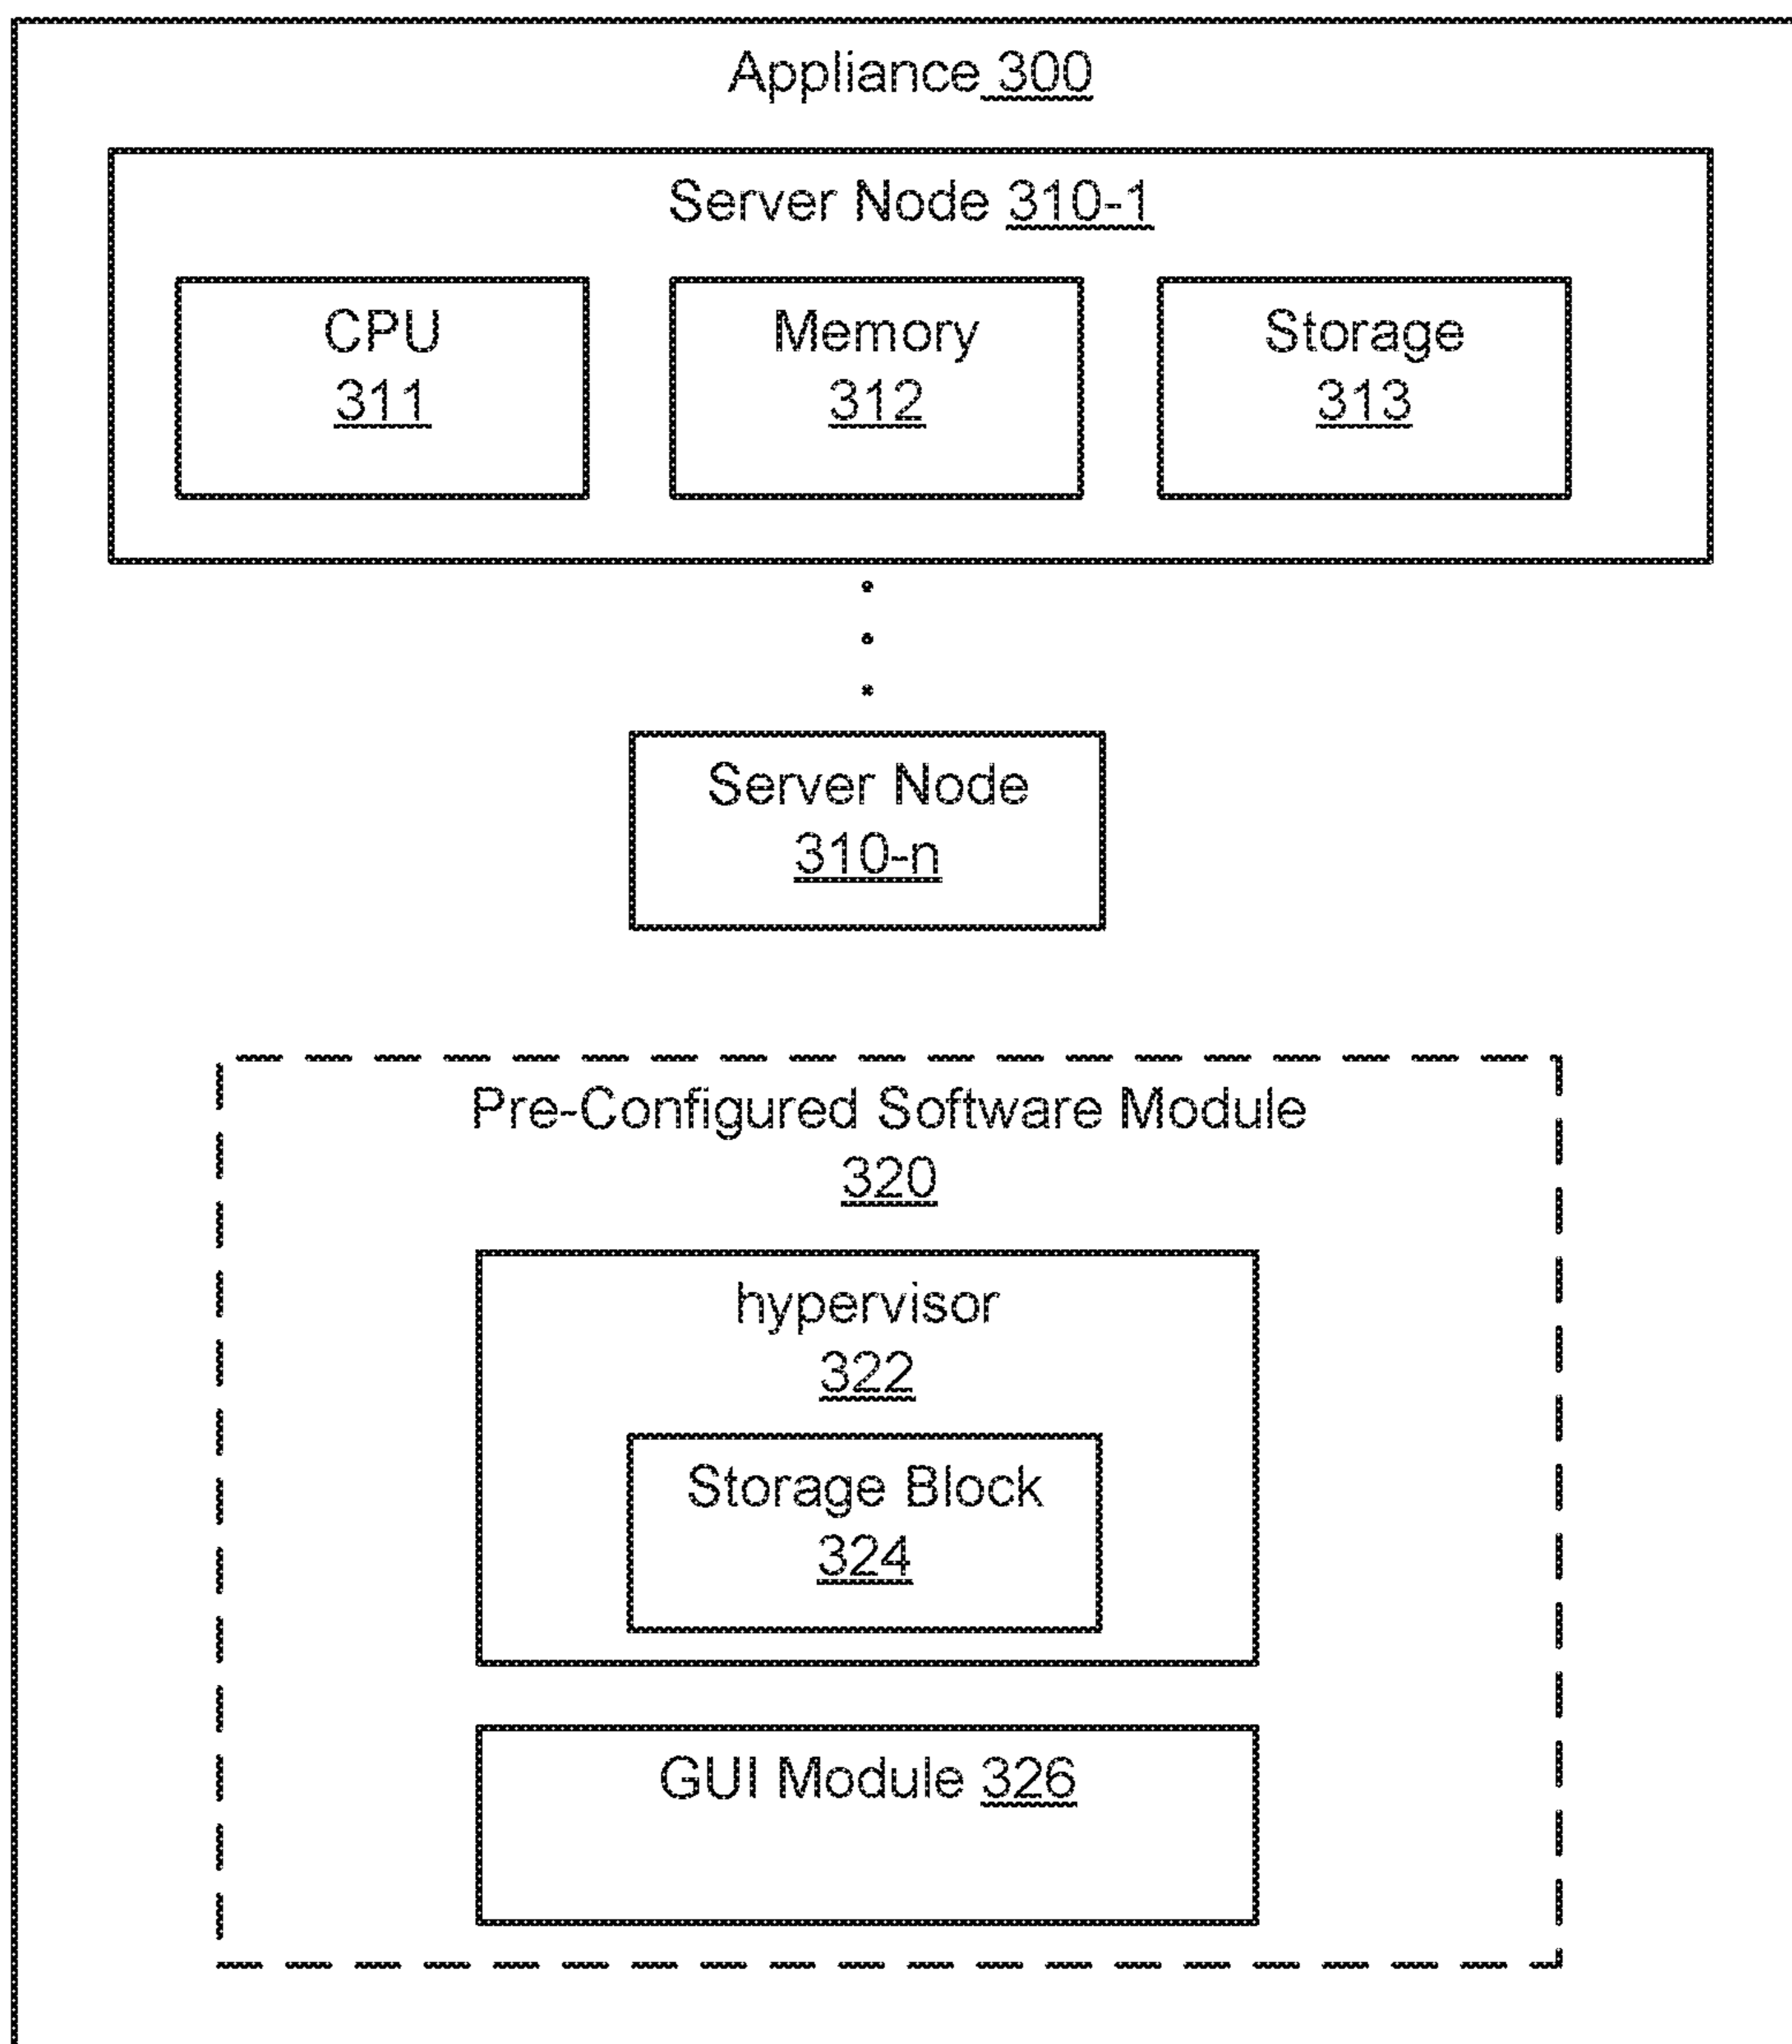 Appliance 300
Server Node 310-1
CPU
311
Memory
312
Storage
313
Server Node
310-n
Pre-Configured Software Module
320
hypervisor
322
Storage Block
324
GUI Module 326